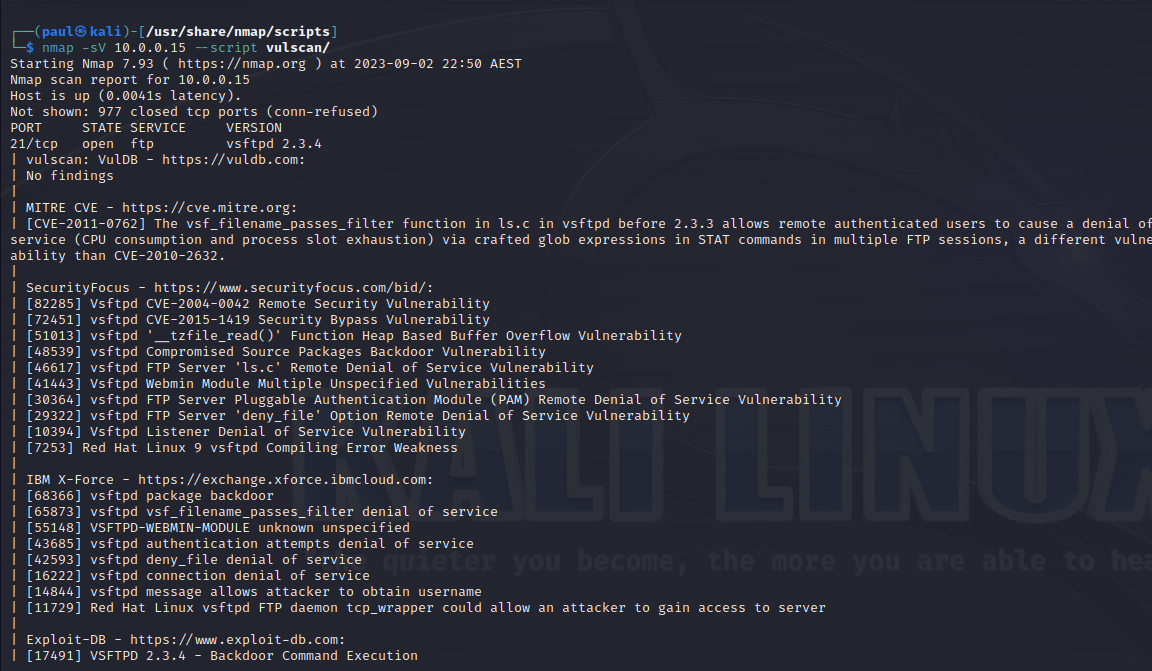 ┌──(paul㉿kali)-[/usr/share/nmap/scripts]
└─$ nmap -sV 10.0.0.15 --script vulscan/
Starting Nmap 7.93 ( https://nmap.org ) at 2023-09-02 22:50 AEST
Nmap scan report for 10.0.0.15
Host is up (0.0041s latency).
Not shown: 977 closed tcp ports (conn-refused)
PORT     STATE SERVICE     VERSION
21/tcp   open  ftp         vsftpd 2.3.4
| vulscan: VulDB - https://vuldb.com:
| No findings
|
| MITRE CVE - https://cve.mitre.org:
| [CVE-2011-0762] The vsf_filename_passes_filter function in ls.c in vsftpd before 2.3.3 allows remote authenticated users to cause a denial of
service (CPU consumption and process slot exhaustion) via crafted glob expressions in STAT commands in multiple FTP sessions, a different vulne
ability than CVE-2010-2632.
|
| SecurityFocus - https://www.securityfocus.com/bid/:
| [82285] Vsftpd CVE-2004-0042 Remote Security Vulnerability
| [72451] vsftpd CVE-2015-1419 Security Bypass Vulnerability
| [51013] vsftpd '__tzfile_read()' Function Heap Based Buffer Overflow Vulnerability
| [48539] vsftpd Compromised Source Packages Backdoor Vulnerability
| [46617] vsftpd FTP Server 'ls.c' Remote Denial of Service Vulnerability
| [41443] Vsftpd Webmin Module Multiple Unspecified Vulnerabilities
| [30364] vsftpd FTP Server Pluggable Authentication Module (PAM) Remote Denial of Service Vulnerability
| [29322] vsftpd FTP Server 'deny_file' Option Remote Denial of Service Vulnerability
| [10394] Vsftpd Listener Denial of Service Vulnerability
| [7253] Red Hat Linux 9 vsftpd Compiling Error Weakness
|
| IBM X-Force - https://exchange.xforce.ibmcloud.com:
| [68366] vsftpd package backdoor
| [65873] vsftpd vsf_filename_passes_filter denial of service
| [55148] VSFTPD-WEBMIN-MODULE unknown unspecified
| [43685] vsftpd authentication attempts denial of service
| [42593] vsftpd deny_file denial of service
| [16222] vsftpd connection denial of service
| [14844] vsftpd message allows attacker to obtain username
| [11729] Red Hat Linux vsftpd FTP daemon tcp_wrapper could allow an attacker to gain access to server
|
| Exploit-DB - https://www.exploit-db.com:
| [17491] VSFTPD 2.3.4 - Backdoor Command Execution
KALI LINUX
quieter you become, the more you are able to hea